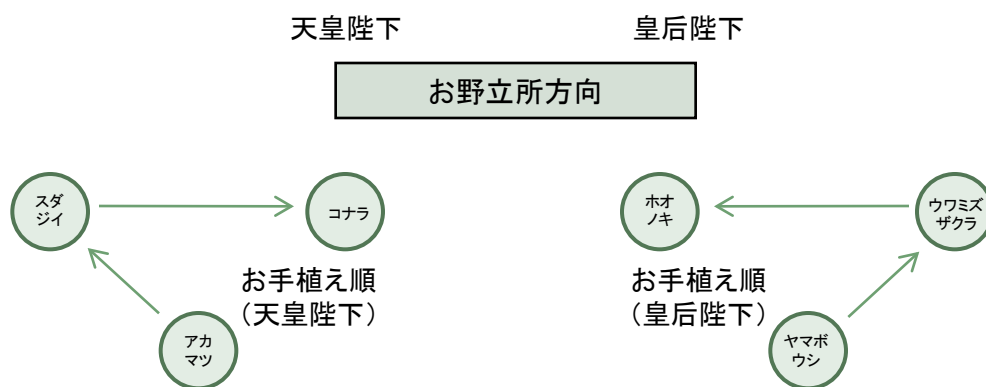 天皇陛下
皇后陛下
お野立所方向
スダ
ジイ
コナラ
ホオ
ノキ
ウワミズ
ザクラ
お手植え順
（天皇陛下）
お手植え順
（皇后陛下）
アカ
マツ
ヤマボ
ウシ